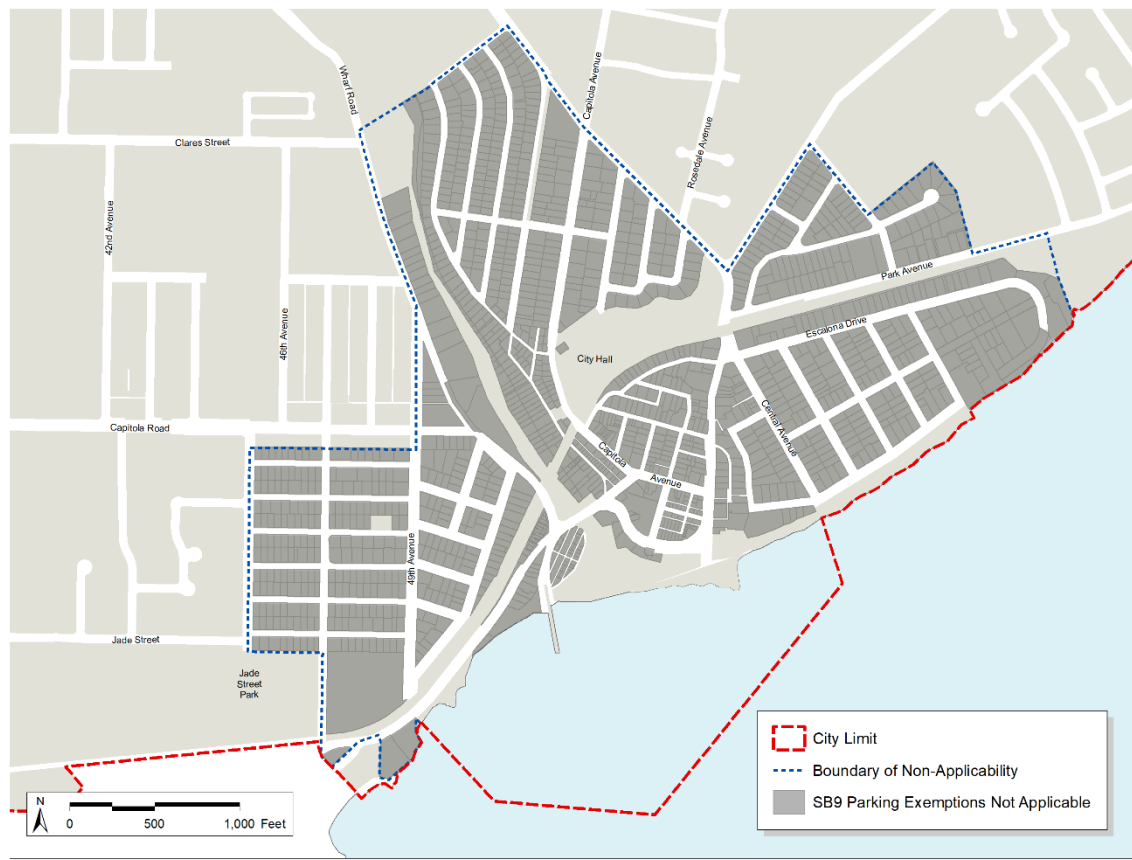 Wharf Road
Capitola Avenue
Rosedale Avenue
Clares Street
42nd Avenue
46th Avenue
Park Avenue
Escalona Drive
City Hall
Central Avenue
Capitola Road
Capitola
Avenue
49th Avenue
Jade Street
Jade
Street
Park
City Limit
Boundary of Non-Applicability
SB9 Parking Exemptions Not Applicable
N
0 500 1,000 Feet